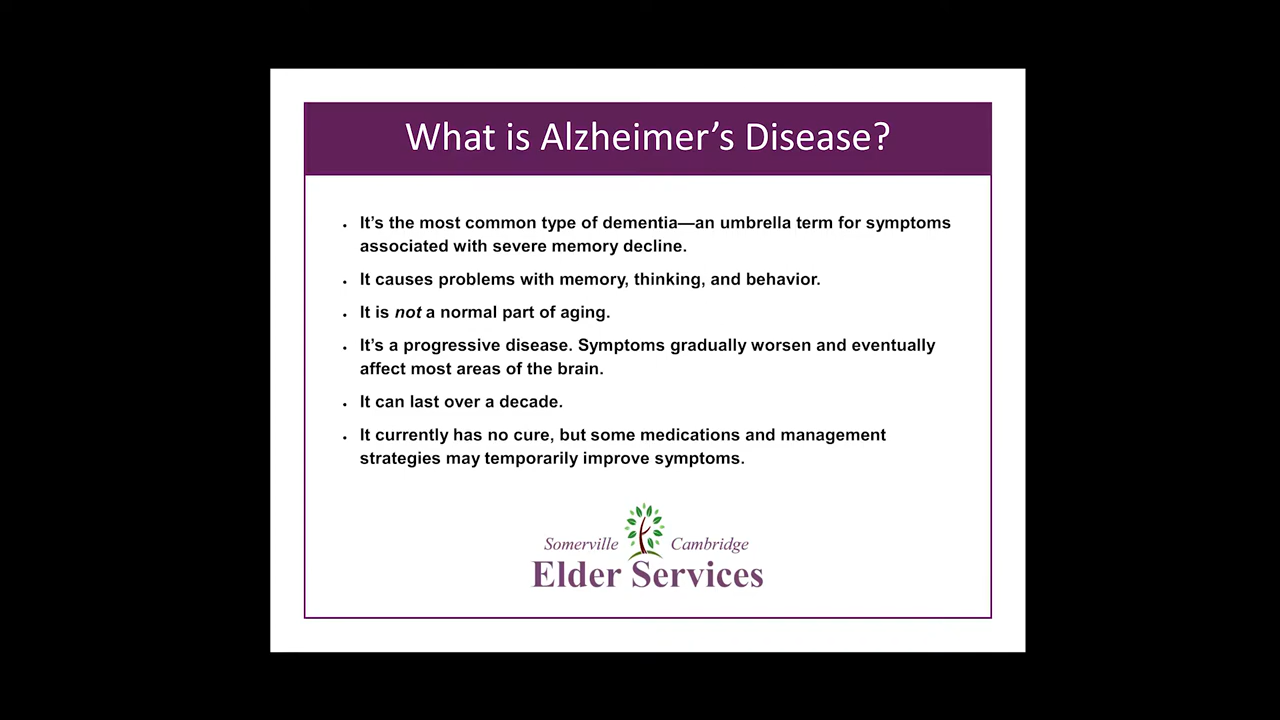 What is Alzheimer’s Disease?
• It’s the most common type of dementia—an umbrella term for symptoms
associated with severe memory decline.
• It causes problems with memory, thinking, and behavior.
• It is not a normal part of aging.
• It’s a progressive disease. Symptoms gradually worsen and eventually
affect most areas of the brain.
• It can last over a decade.
• It currently has no cure, but some medications and management
strategies may temporarily improve symptoms.
Somerville Cambridge
Elder Services